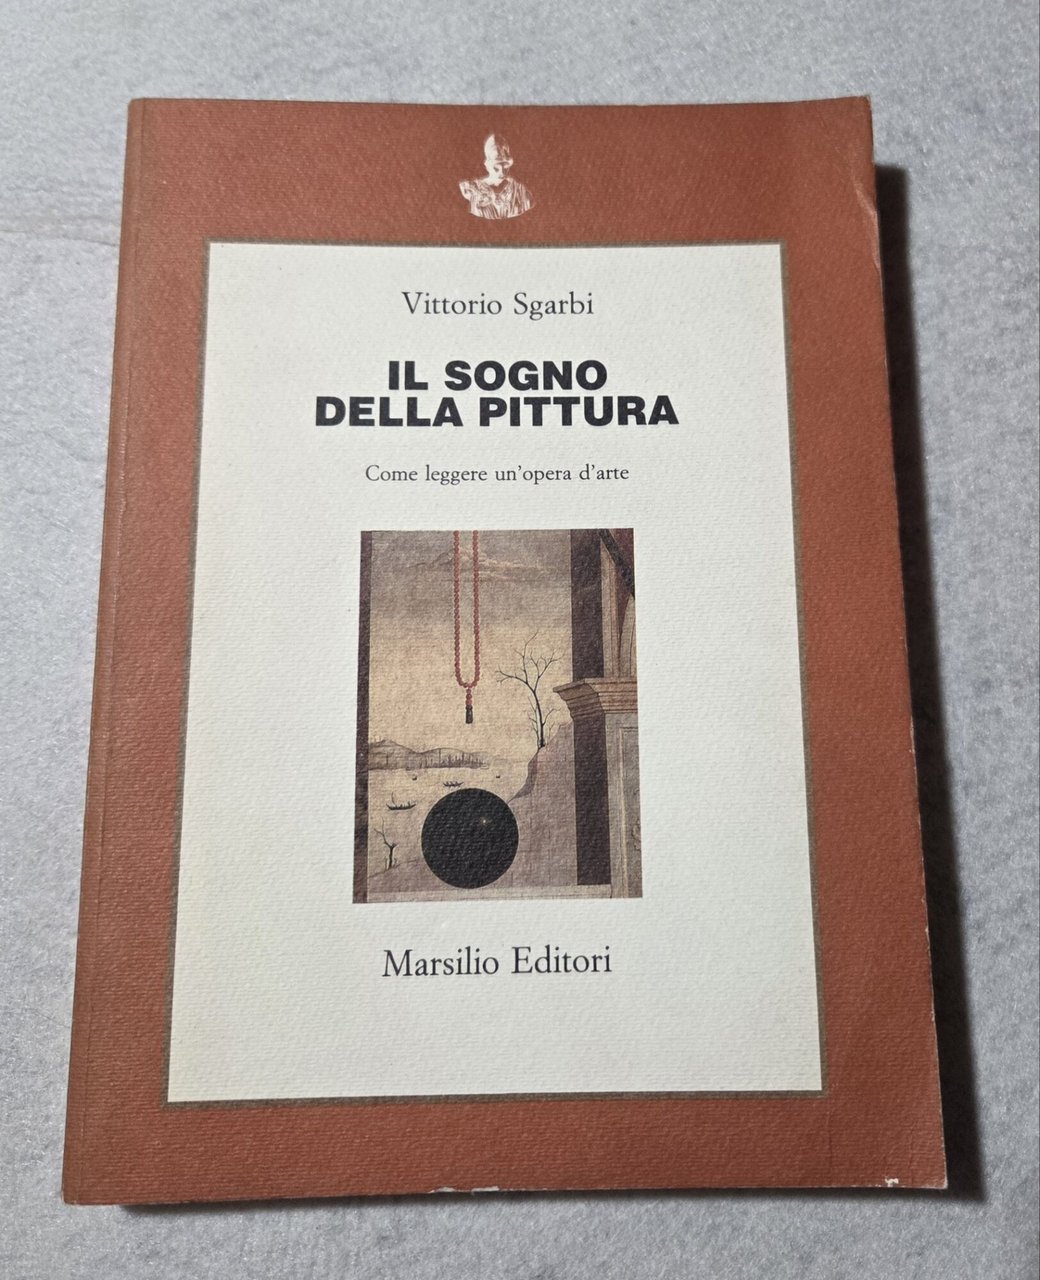 Vittorio Sgarbi
IL SOGNO
DELLA PITTURA
Come leggere un'opera d'arte
Marsilio Editori